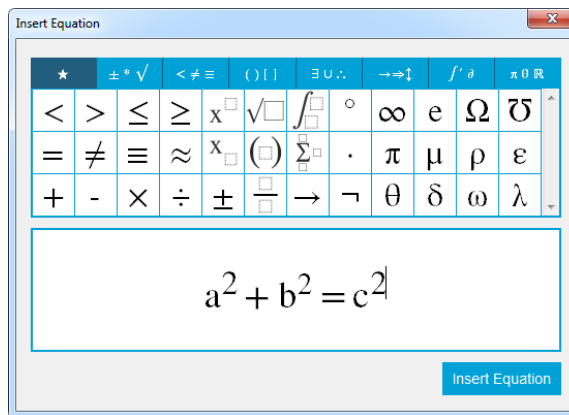 Insert Equation
x
★ ± * √ < ≠ ≡ ( ) [ ] ∃ ∪ ∴ →⇒↕ ∫ ′ ∂ π θ ℝ
< > ≤ ≥ x□ √□ ∫□□ ° ∞ e Ω ℧
= ≠ ≡ ≈ x□ (□) Σ□ · π μ ρ ε
+ - × ÷ ± □/□ → ¬ θ δ ω λ
a² + b² = c²
Insert Equation